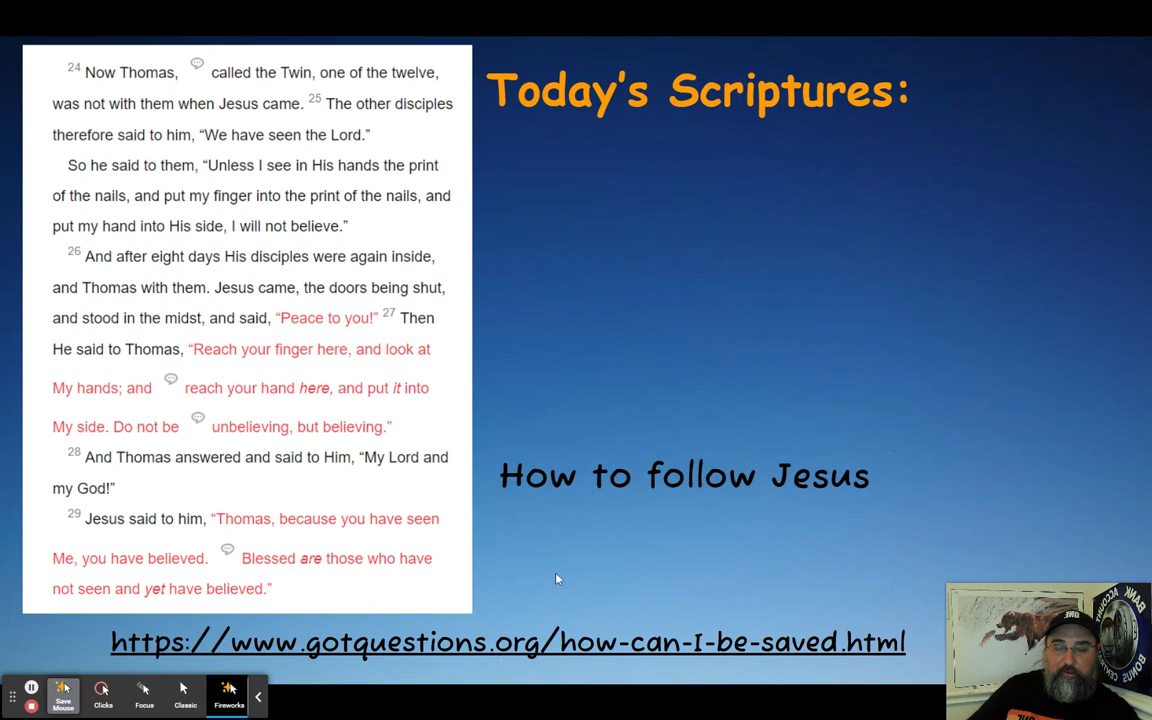 Today's Scriptures:
24 Now Thomas, called the Twin, one of the twelve,
was not with them when Jesus came. 25 The other disciples
therefore said to him, “We have seen the Lord.”
So he said to them, “Unless I see in His hands the print
of the nails, and put my finger into the print of the nails, and
put my hand into His side, I will not believe.”
26 And after eight days His disciples were again inside,
and Thomas with them. Jesus came, the doors being shut,
and stood in the midst, and said, “Peace to you!” 27 Then
He said to Thomas, “Reach your finger here, and look at
My hands; and reach your hand here, and put it into
My side. Do not be unbelieving, but believing.”
28 And Thomas answered and said to Him, “My Lord and
my God!”
29 Jesus said to him, “Thomas, because you have seen
Me, you have believed. Blessed are those who have
not seen and yet have believed.”
How to follow Jesus
https://www.gotquestions.org/how-can-I-be-saved.html
Save
Mouse
Clicks
Focus
Classic
Fireworks
BANK
ACCOUNT
BONUS
CENTER
ONE